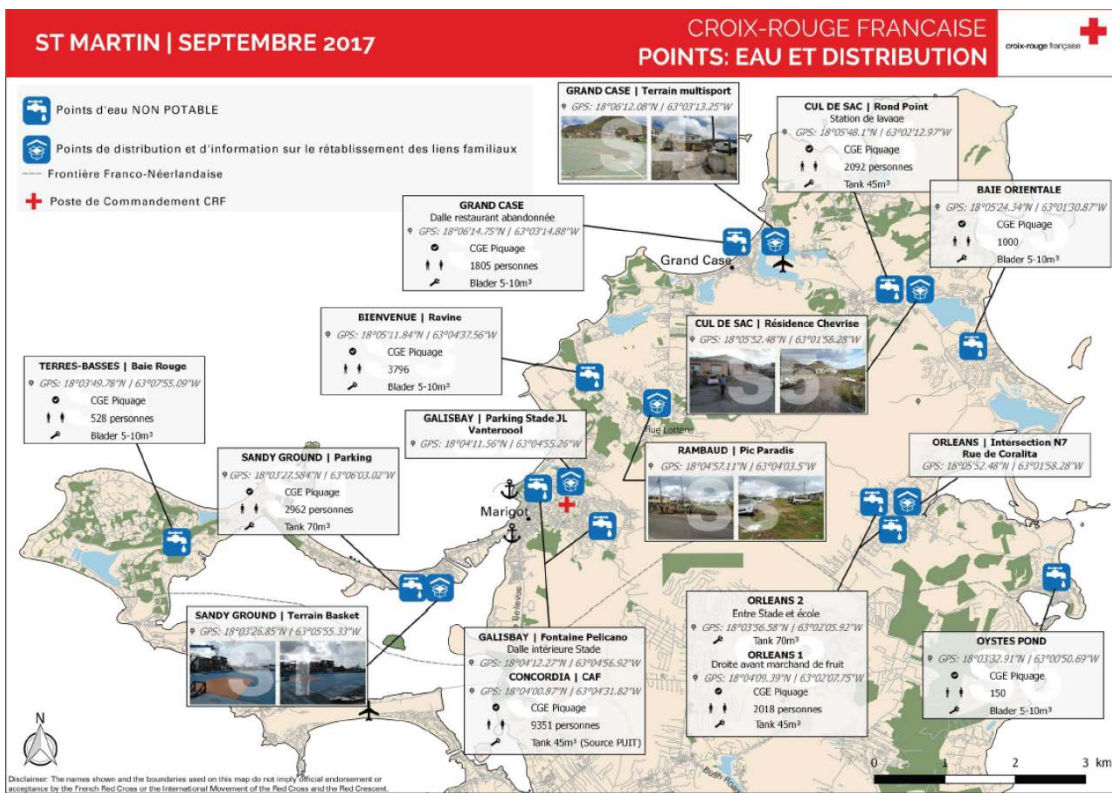 ST MARTIN | SEPTEMBRE 2017
CROIX-ROUGE FRANCAISE
POINTS: EAU ET DISTRIBUTION
croix-rouge française
Points d'eau NON POTABLE
Points de distribution et d'information sur le rétablissement des liens familiaux
Frontière Franco-Néerlandaise
Poste de Commandement CRF
GRAND CASE | Terrain multisport
GPS: 18°06'12.08"N / 63°03'13.25"W
S4
CUL DE SAC | Rond Point
Station de lavage
GPS: 18°05'48.1"N / 63°02'12.97"W
CGE Piquage
2092 personnes
Tank 45m³
BAIE ORIENTALE
GPS: 18°05'24.34"N / 63°01'30.87"W
CGE Piquage
1000
Blader 5-10m³
GRAND CASE
Dalle restaurant abandonnée
GPS: 18°06'14.75"N / 63°03'14.88"W
CGE Piquage
1805 personnes
Blader 5-10m³
Grand Case
BIENVENUE | Ravine
GPS: 18°05'11.84"N / 63°04'37.56"W
CGE Piquage
3796
Blader 5-10m³
CUL DE SAC | Résidence Chevrise
GPS: 18°05'52.48"N / 63°01'58.28"W
S5
TERRES-BASSES | Baie Rouge
GPS: 18°03'49.78"N / 63°07'55.09"W
CGE Piquage
528 personnes
Blader 5-10m³
GALISBAY | Parking Stade JL
Vanterpool
GPS: 18°04'11.56"N / 63°04'55.26"W
Rue Lottene
RAMBAUD | Pic Paradis
GPS: 18°04'57.11"N / 63°04'03.5"W
S3
ORLEANS | Intersection N7
Rue de Coralita
GPS: 18°05'52.48"N / 63°01'58.28"W
SANDY GROUND | Parking
GPS: 18°03'27.584"N / 63°06'03.02"W
CGE Piquage
2962 personnes
Tank 70m³
Marigot
Bellevue
SANDY GROUND | Terrain Basket
GPS: 18°03'26.85"N / 63°05'55.33"W
S1
GALISBAY | Fontaine Pelicano
Dalle intérieure Stade
GPS: 18°04'12.27"N / 63°04'56.92"W
CONCORDIA | CAF
GPS: 18°04'00.87"N / 63°04'31.82"W
CGE Piquage
9351 personnes
Tank 45m³ (Source PUIT)
ORLEANS 2
Entre Stade et école
GPS: 18°03'56.58"N / 63°02'05.92"W
Tank 70m³
ORLEANS 1
Droite avant marchand de fruit
GPS: 18°04'09.39"N / 63°02'07.75"W
CGE Piquage
2018 personnes
Tank 45m³
OYSTES POND
GPS: 18°03'32.91"N / 63°00'50.69"W
CGE Piquage
150
Blader 5-10m³
N
Bush
0 1 2 3 km
Disclaimer: The names shown and the boundaries used on this map do not imply official endorsement or
acceptance by the French Red Cross or the International Movement of the Red Cross and the Red Crescent.